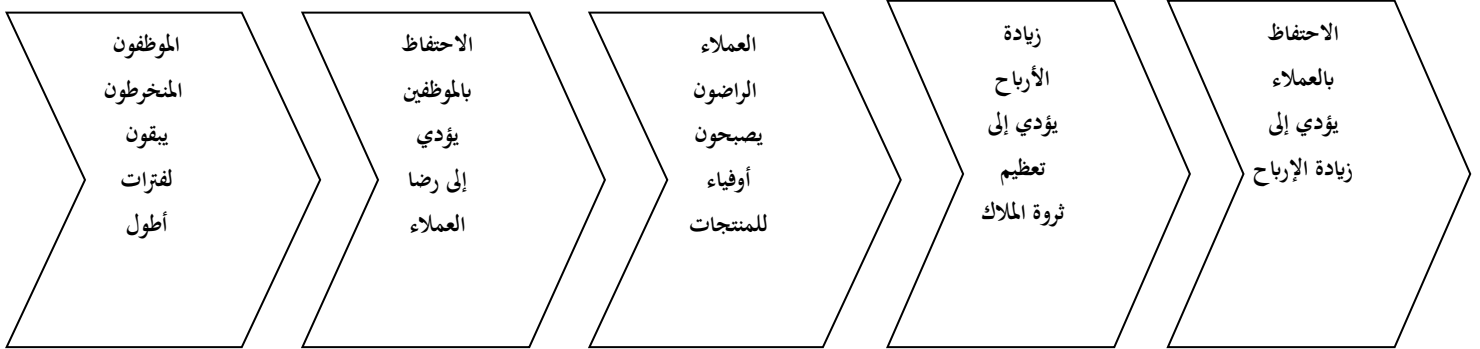 الموظفون
المنخرطون
يبقون
لفترات
أطول
الاحتفاظ
بالموظفين
يؤدي
إلى رضا
العملاء
العملاء
الراضون
يصبحون
أوفياء
للمنتجات
زيادة
الأرباح
يؤدي إلى
تعظيم
ثروة الملاك
الاحتفاظ
بالعملاء
يؤدي إلى
زيادة الإرباح